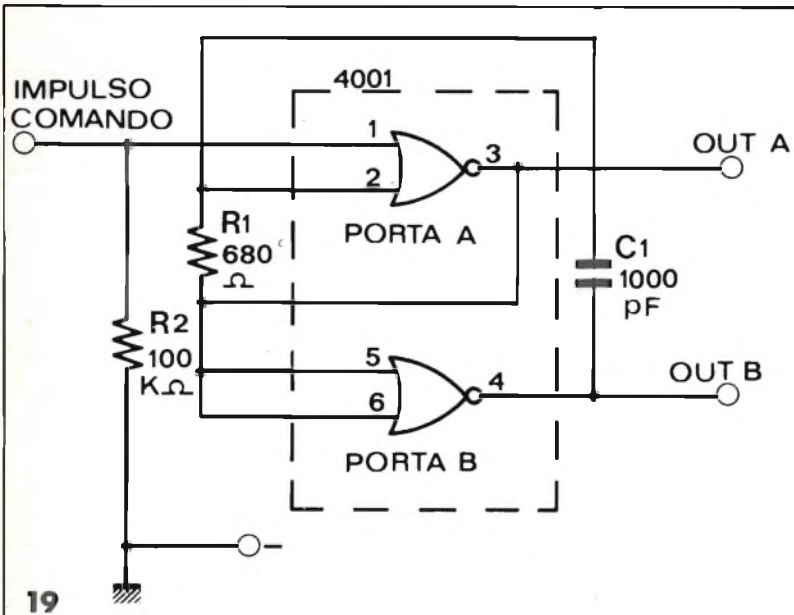 IMPULSO
COMANDO
4001
1
2
3
OUT A
PORTA A
R1
680
Ω
C1
1000
pF
R2
100
KΩ
5
6
4
OUT B
PORTA B
−
19